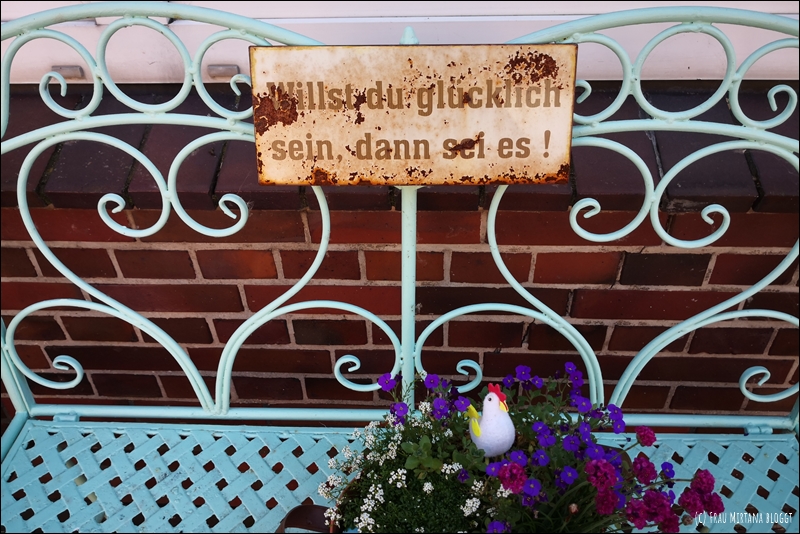 Willst du glücklich
sein, dann sei es !
(c) Frau Mirtana bloggt